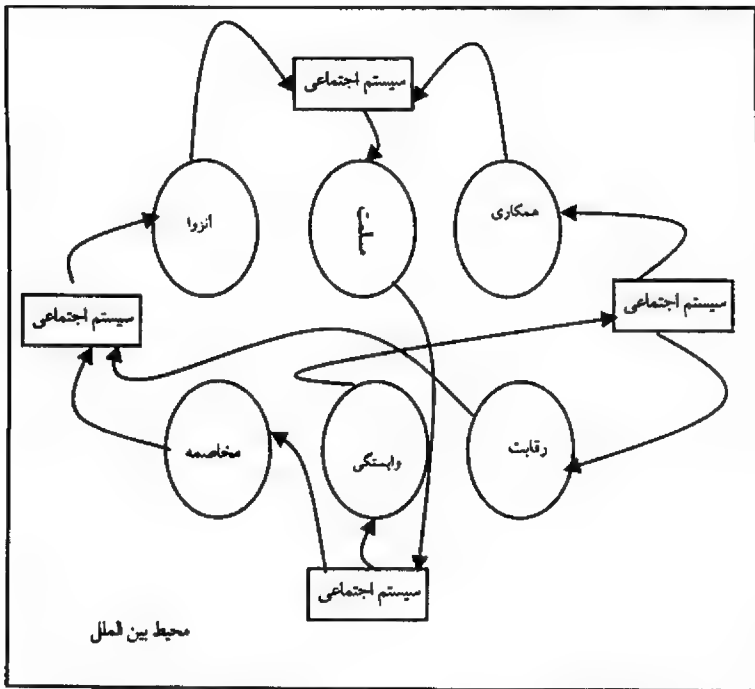 سیستم اجتماعی
همکاری
انزوا
سیستم اجتماعی
سیستم اجتماعی
رقابت
وابستگی
مخاصمه
سیستم اجتماعی
محیط بین الملل